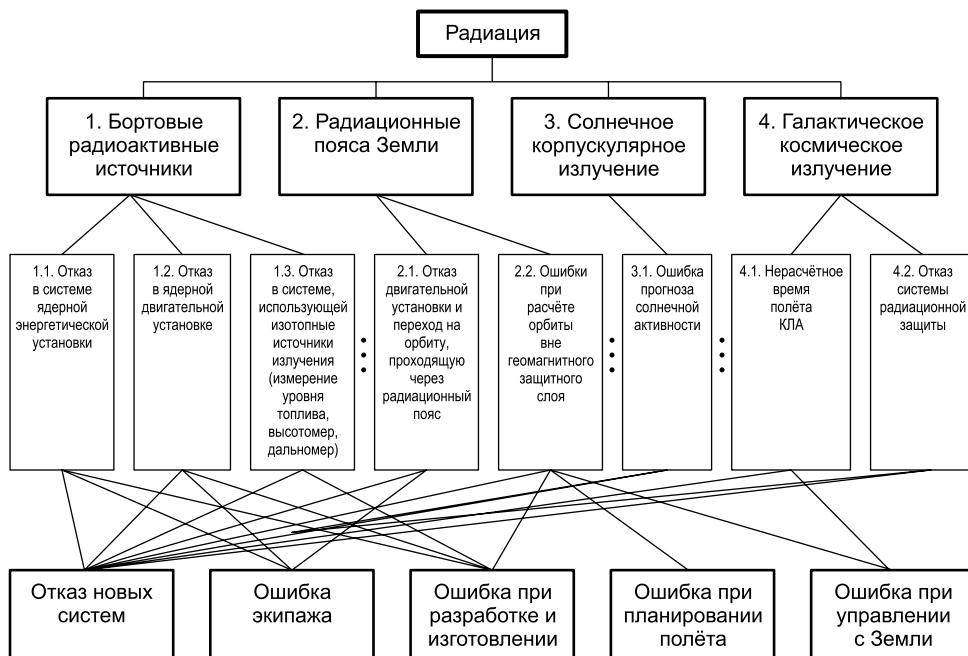 Радиация
1. Бортовые
радиоактивные
источники
2. Радиационные
пояса Земли
3. Солнечное
корпускулярное
излучение
4. Галактическое
космическое
излучение
1.1. Отказ
в системе
ядерной
энергетической
установки
1.2. Отказ
в ядерной
двигательной
установке
1.3. Отказ
в системе,
использующей
изотопные
источники
излучения
(измерение
уровня
топлива,
высотомер,
дальномер)
2.1. Отказ
двигательной
установки и
переход на
орбиту,
проходящую
через
радиационный
пояс
2.2. Ошибки
при
расчёте
орбиты
вне
геомагнитного
защитного
слоя
3.1. Ошибка
прогноза
солнечной
активности
4.1. Нерасчётное
время
полёта
КЛА
4.2. Отказ
системы
радиационной
защиты
Отказ новых
систем
Ошибка
экипажа
Ошибка при
разработке и
изготовлении
Ошибка при
планировании
полёта
Ошибка при
управлении
с Земли